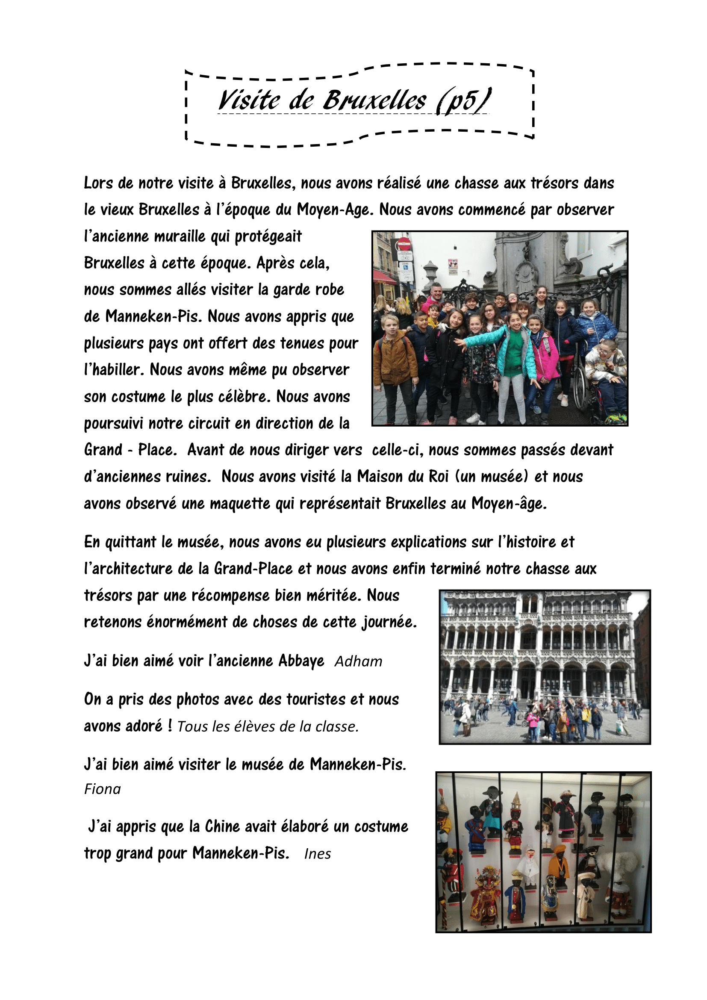 Visite de Bruxelles (p5)
Lors de notre visite à Bruxelles, nous avons réalisé une chasse aux trésors dans
le vieux Bruxelles à l'époque du Moyen-Age. Nous avons commencé par observer
l'ancienne muraille qui protégeait
Bruxelles à cette époque. Après cela,
nous sommes allés visiter la garde robe
de Manneken-Pis. Nous avons appris que
plusieurs pays ont offert des tenues pour
l'habiller. Nous avons même pu observer
son costume le plus célèbre. Nous avons
poursuivi notre circuit en direction de la
Grand - Place.  Avant de nous diriger vers  celle-ci, nous sommes passés devant
d'anciennes ruines.  Nous avons visité la Maison du Roi (un musée) et nous
avons observé une maquette qui représentait Bruxelles au Moyen-âge.
En quittant le musée, nous avons eu plusieurs explications sur l'histoire et
l'architecture de la Grand-Place et nous avons enfin terminé notre chasse aux
trésors par une récompense bien méritée. Nous
retenons énormément de choses de cette journée.
J'ai bien aimé voir l'ancienne Abbaye  Adham
On a pris des photos avec des touristes et nous
avons adoré ! Tous les élèves de la classe.
J'ai bien aimé visiter le musée de Manneken-Pis.
Fiona
J'ai appris que la Chine avait élaboré un costume
trop grand pour Manneken-Pis.   Ines
ZONE